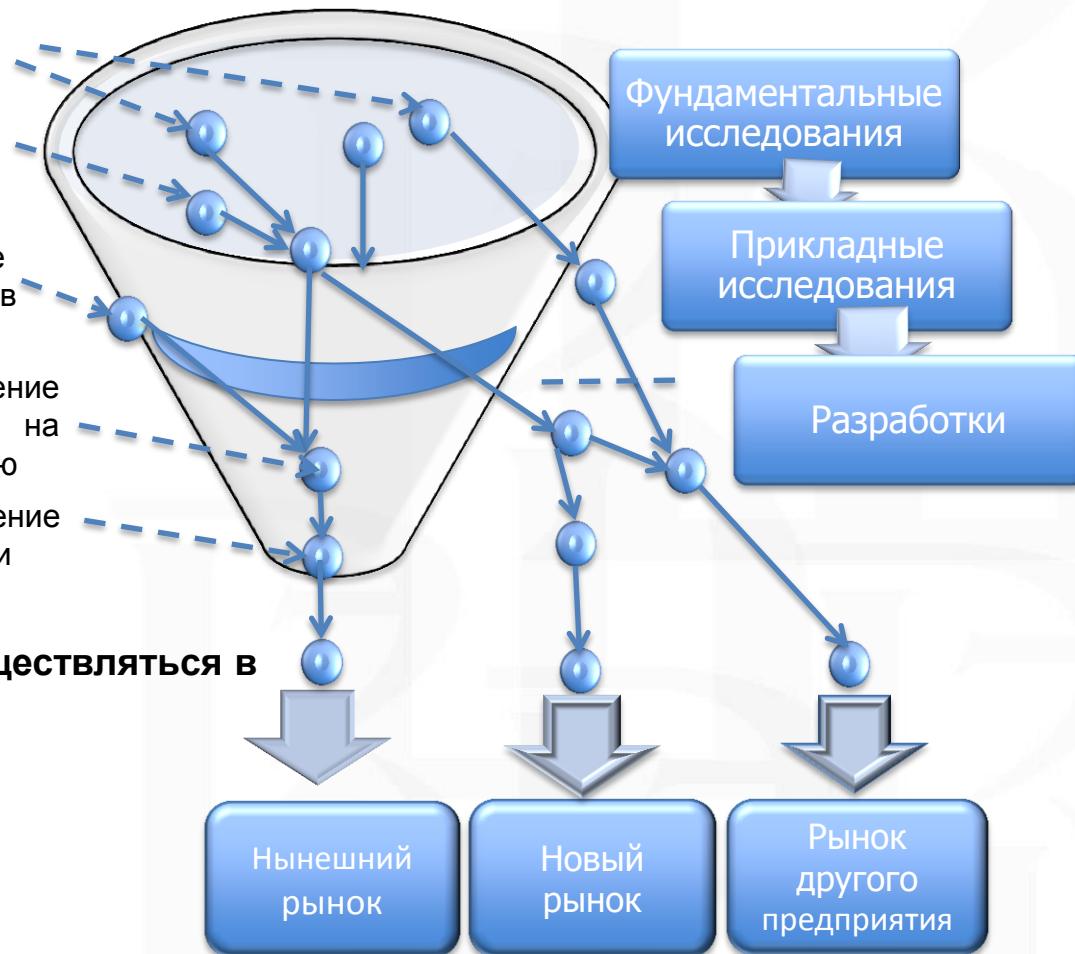 Фундаментальные
исследования
Прикладные
исследования
Разработки
е
в
ение
на
ю
ение
и
ществляться в
Нынешний
рынок
Новый
рынок
Рынок
другого
предприятия